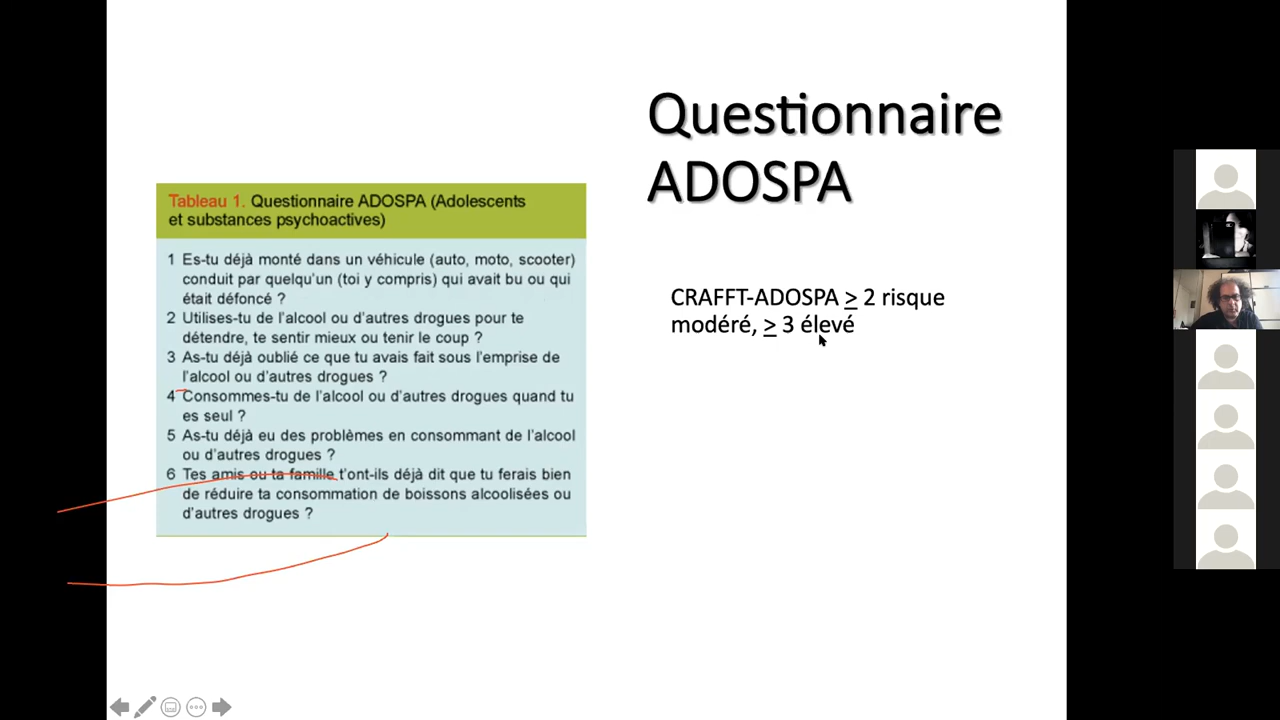 Questionnaire
ADOSPA
Tableau 1. Questionnaire ADOSPA (Adolescents
et substances psychoactives)
1 Es-tu déjà monté dans un véhicule (auto, moto, scooter)
conduit par quelqu'un (toi y compris) qui avait bu ou qui
était défoncé ?
2 Utilises-tu de l'alcool ou d'autres drogues pour te
détendre, te sentir mieux ou tenir le coup ?
3 As-tu déjà oublié ce que tu avais fait sous l'emprise de
l'alcool ou d'autres drogues ?
4 Consommes-tu de l'alcool ou d'autres drogues quand tu
es seul ?
5 As-tu déjà eu des problèmes en consommant de l'alcool
ou d'autres drogues ?
6 Tes amis ou ta famille t'ont-ils déjà dit que tu ferais bien
de réduire ta consommation de boissons alcoolisées ou
d'autres drogues ?
CRAFFT-ADOSPA ≥ 2 risque
modéré, ≥ 3 élevé